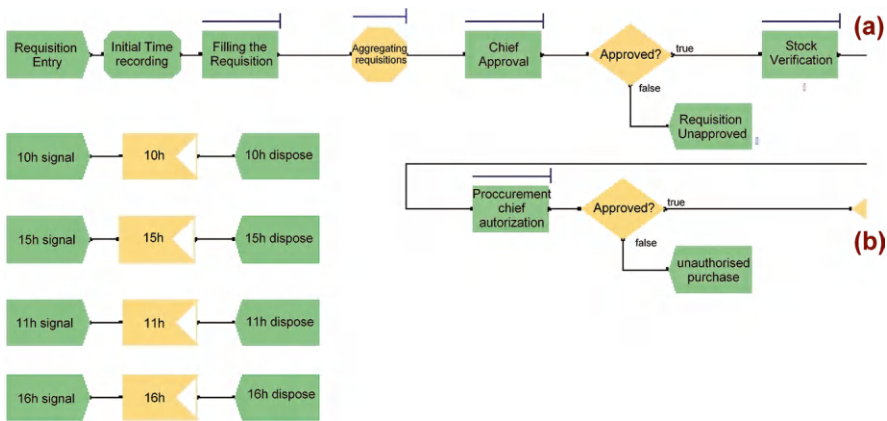 (a)
Requisition
Entry
Initial Time
recording
Filling the
Requisition
Aggregating
requisitions
Chief
Approval
Approved?
true
false
Stock
Verification
Requisition
Unapproved
10h signal
10h
10h dispose
Proccurement
chief
autorization
Approved?
true
false
(b)
unauthorised
purchase
15h signal
15h
15h dispose
11h signal
11h
11h dispose
16h signal
16h
16h dispose